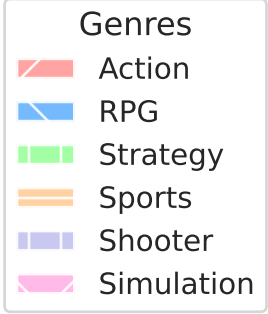 Genres
Action
RPG
Strategy
Sports
Shooter
Simulation